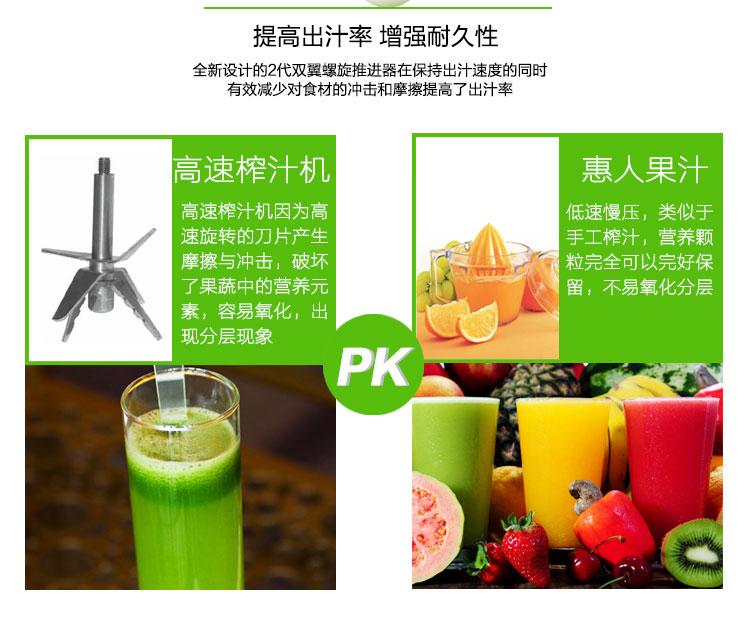 提高出汁率 增强耐久性
全新设计的2代双翼螺旋推进器在保持出汁速度的同时
有效减少对食材的冲击和摩擦提高了出汁率
高速榨汁机
高速榨汁机因为高
速旋转的刀片产生
摩擦与冲击，破坏
了果蔬中的营养元
素，容易氧化，出
现分层现象
PK
惠人果汁
低速慢压，类似于
手工榨汁，营养颗
粒完全可以完好保
留，不易氧化分层